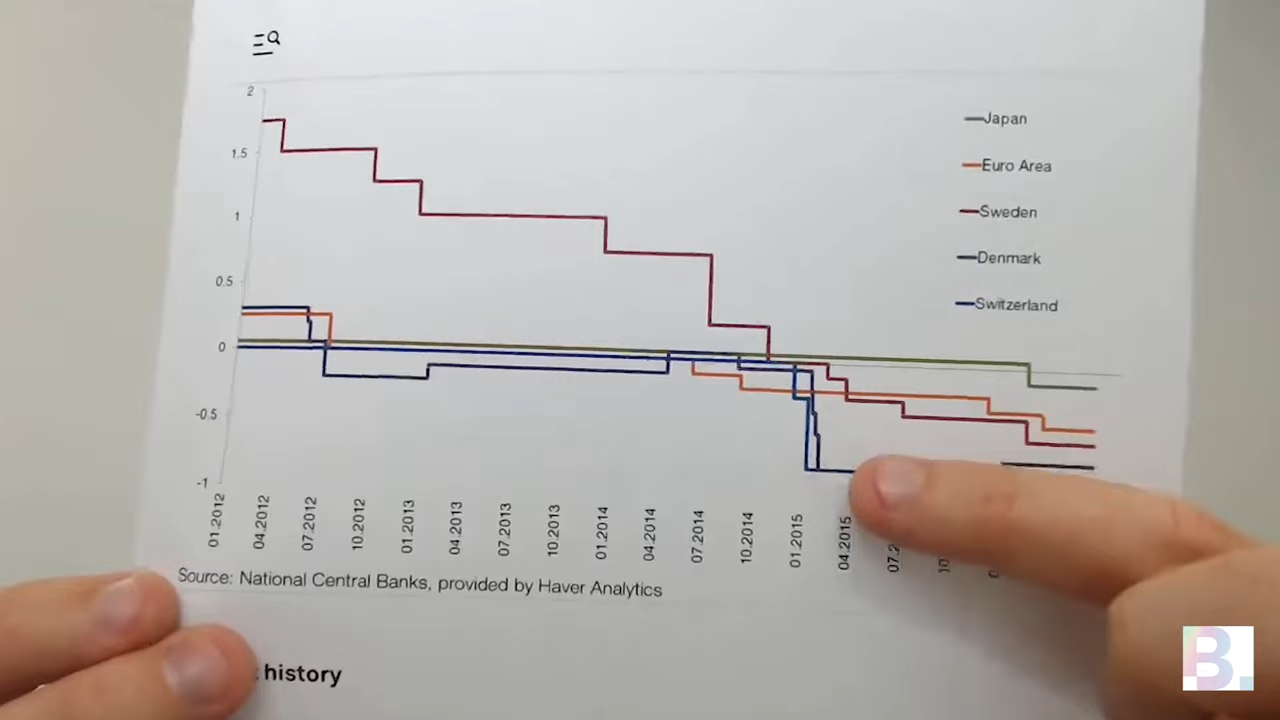 2
1.5
1
0.5
0
-0.5
-1
Japan
Euro Area
Sweden
Denmark
Switzerland
01.2012
04.2012
07.2012
10.2012
01.2013
04.2013
07.2013
10.2013
01.2014
04.2014
07.2014
10.2014
01.2015
04.2015
Source: National Central Banks, provided by Haver Analytics
history
B.